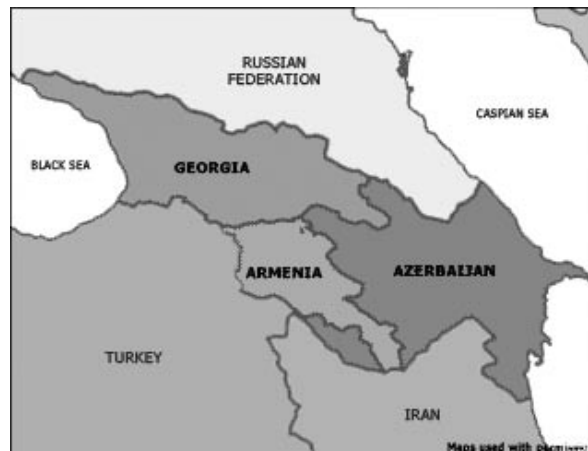 RUSSIAN
FEDERATION
CASPIAN SEA
BLACK SEA
GEORGIA
ARMENIA
AZERBAIJAN
TURKEY
IRAN
Maps used with